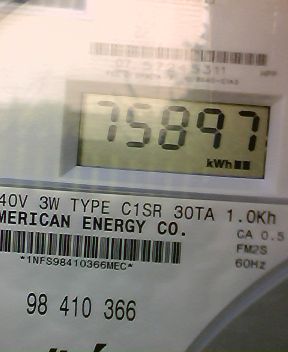 75897
kWh
40V 3W TYPE C1SR 30TA 1.0Kh
MERICAN ENERGY CO.
CA 0.5
*1NFS98410366MEC*
FM2S
60Hz
98 410 366